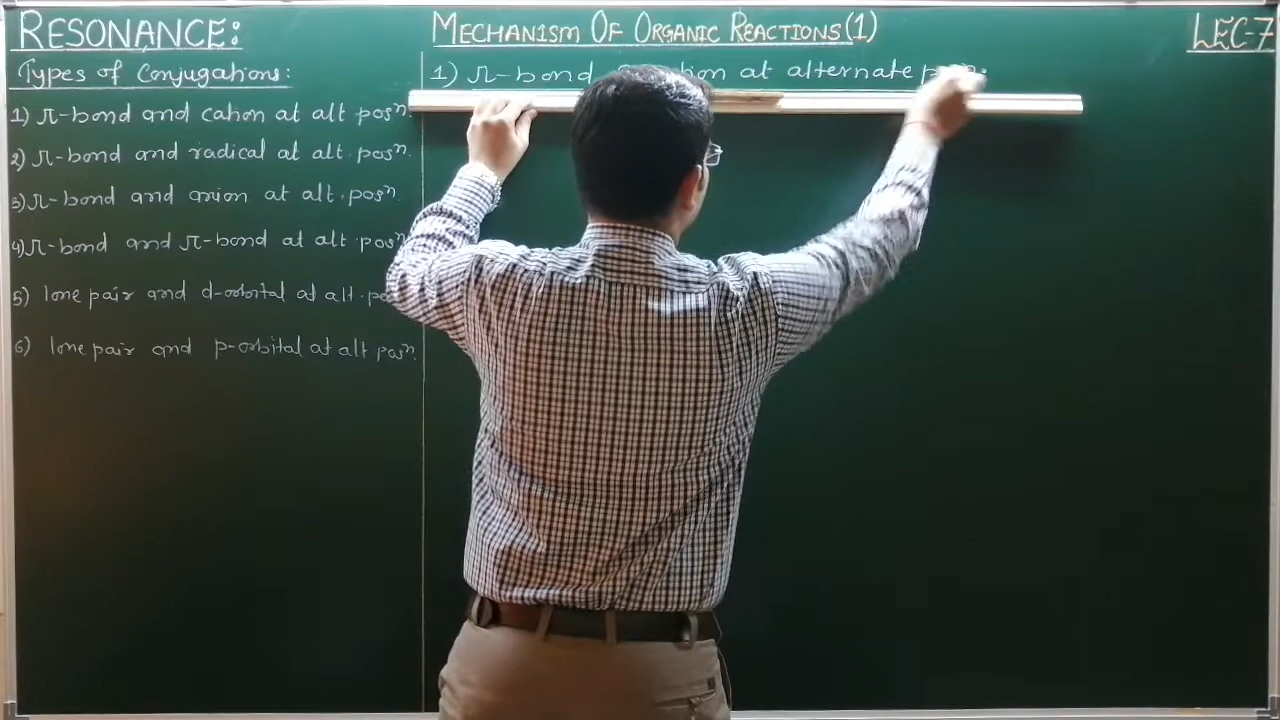 RESONANCE:
Types of Conjugations:
1) π-bond and cation at alt posⁿ.
2) π-bond and radical at alt. posⁿ.
3) π-bond and anion at alt. posⁿ.
4) π-bond and π-bond at alt. posⁿ
5) lone pair and d-orbital at alt.
6) lone pair and p-orbital at alt posⁿ.
MECHANISM OF ORGANIC REACTIONS(1)
1) π-bond at alternate
LEC-7